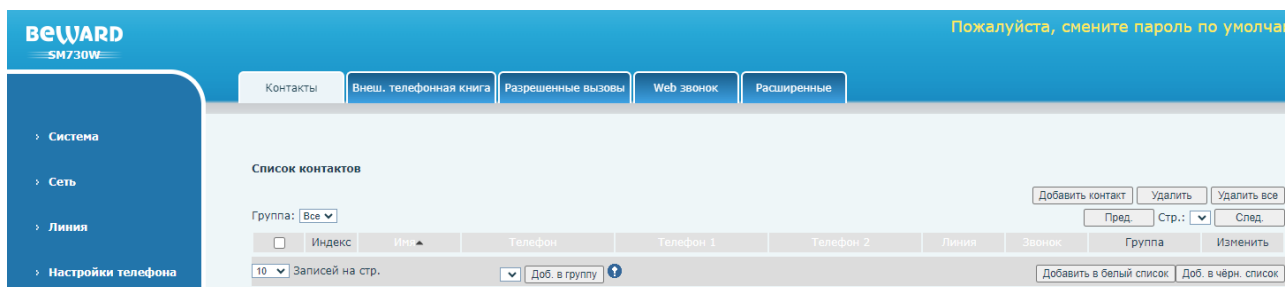 BEWARD
SM730W
Пожалуйста, смените пароль по умолча
Контакты Внеш. телефонная книга Разрешенные вызовы Web звонок Расширенные
› Система
› Сеть
› Линия
› Настройки телефона
Список контактов
Добавить контакт Удалить Удалить все
Группа: Все Пред. Стр.: След.
Индекс Имя Телефон Телефон 1 Телефон 2 Линия Звонок Группа Изменить
10 Записей на стр. Доб. в группу Добавить в белый список Доб. в чёрн. список